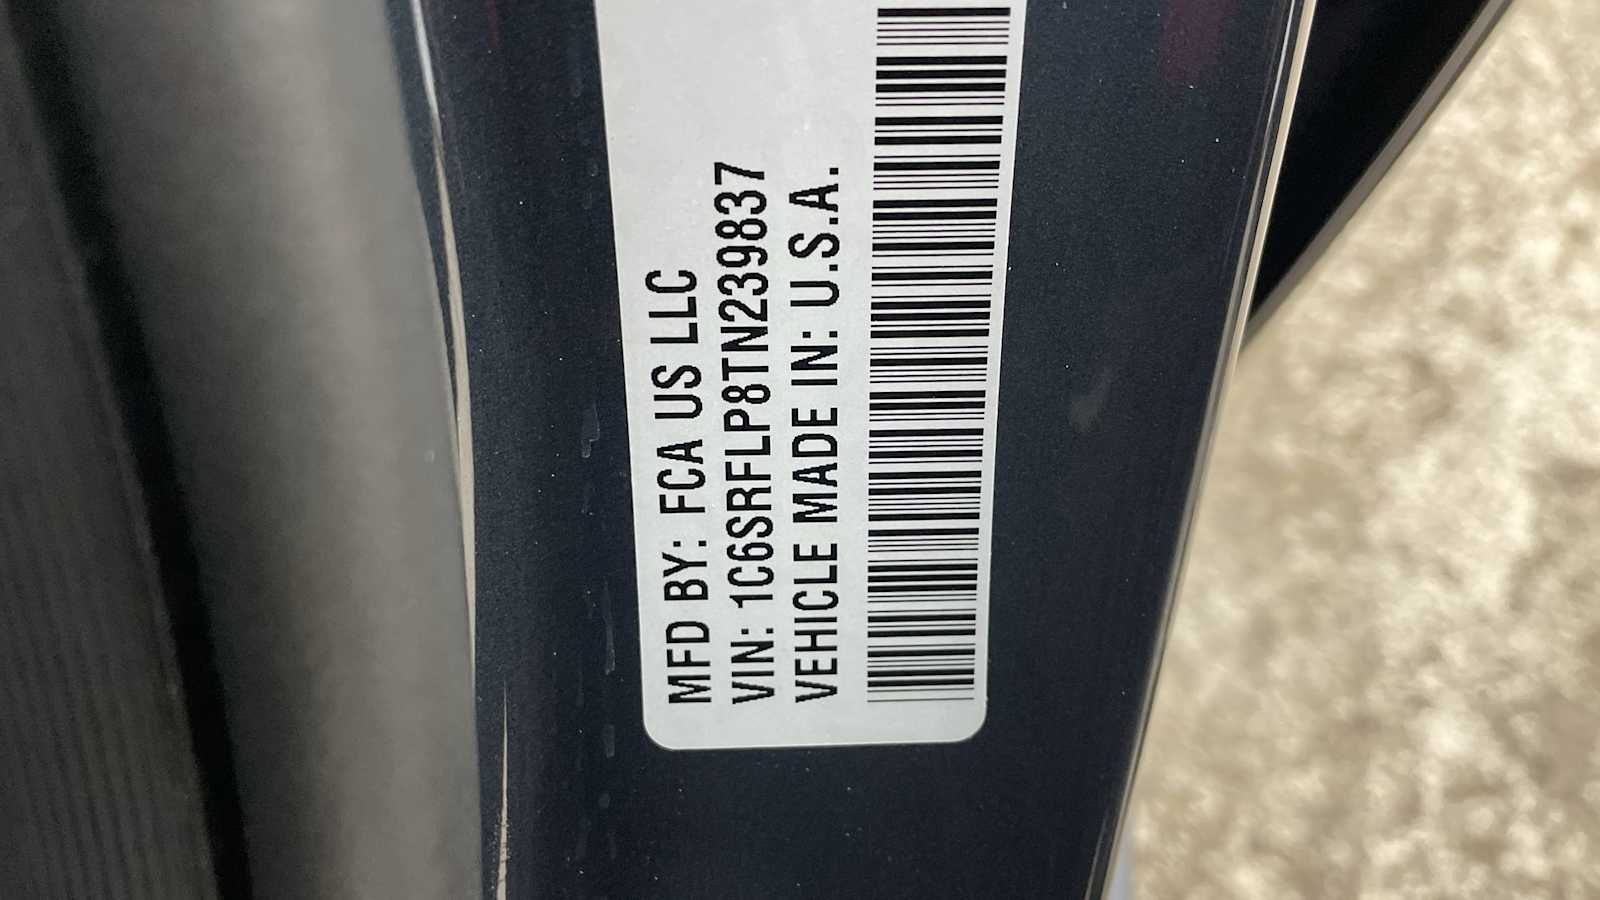 MFD BY: FCA US LLC
VIN: 1C6SRFLP8TN239837
VEHICLE MADE IN: U.S.A.